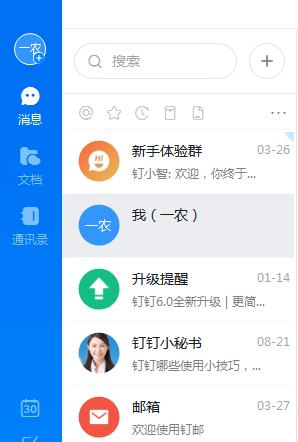 一农
搜索
消息
文档
通讯录
30
新手体验群 03-26
钉小智: 欢迎，你终于...
一农
我（一农）
升级提醒 01-14
钉钉6.0全新升级 | 更简...
钉钉小秘书 08-21
钉钉哪些使用小技巧，...
邮箱 03-27
欢迎使用钉邮